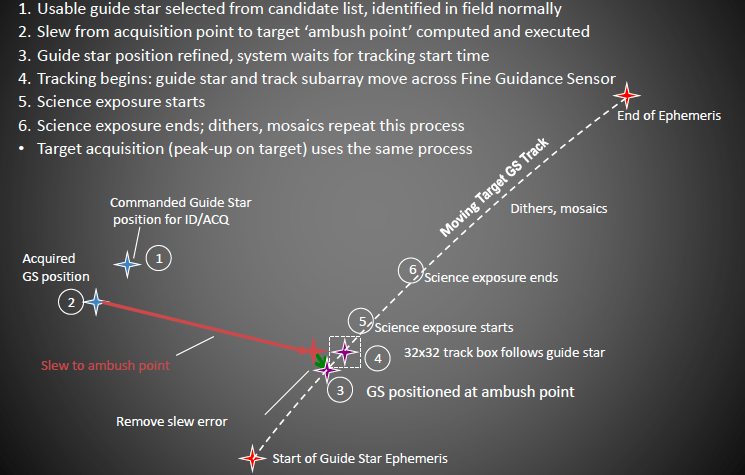 1. Usable guide star selected from candidate list, identified in field normally
2. Slew from acquisition point to target ‘ambush point’ computed and executed
3. Guide star position refined, system waits for tracking start time
4. Tracking begins: guide star and track subarray move across Fine Guidance Sensor
5. Science exposure starts
6. Science exposure ends; dithers, mosaics repeat this process
• Target acquisition (peak-up on target) uses the same process
End of Ephemeris
Moving Target GS Track
Dithers, mosaics
Commanded Guide Star
position for ID/ACQ
1
Acquired
GS position
2
6
Science exposure ends
5
Science exposure starts
4
32x32 track box follows guide star
Slew to ambush point
3
GS positioned at ambush point
Remove slew error
Start of Guide Star Ephemeris